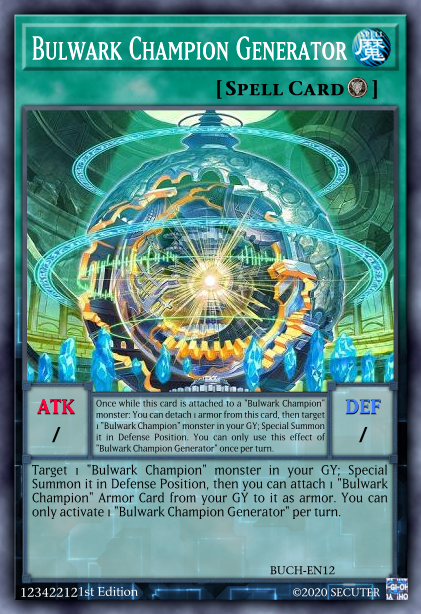 BULWARK CHAMPION GENERATOR 魔
[SPELL CARD ]
ATK
/
Once while this card is attached to a "Bulwark Champion"
monster: You can detach 1 armor from this card, then target
1 "Bulwark Champion" monster in your GY; Special Summon
it in Defense Position. You can only use this effect of
"Bulwark Champion Generator" once per turn.
DEF
/
Target 1 "Bulwark Champion" monster in your GY; Special
Summon it in Defense Position, then you can attach 1 "Bulwark
Champion" Armor Card from your GY to it as armor. You can
only activate 1 "Bulwark Champion Generator" per turn.
BUCH-EN12
123422121st Edition
©2020 SECUTER